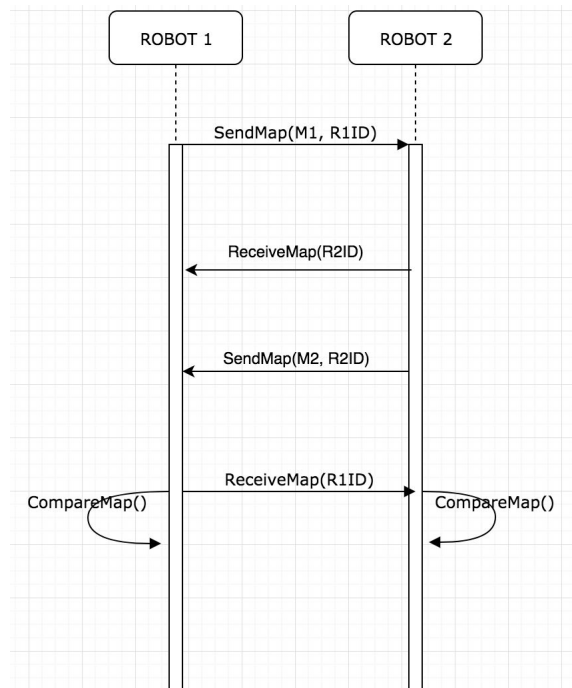 ROBOT 1
ROBOT 2
SendMap(M1, R1ID)
ReceiveMap(R2ID)
SendMap(M2, R2ID)
ReceiveMap(R1ID)
CompareMap()
CompareMap()